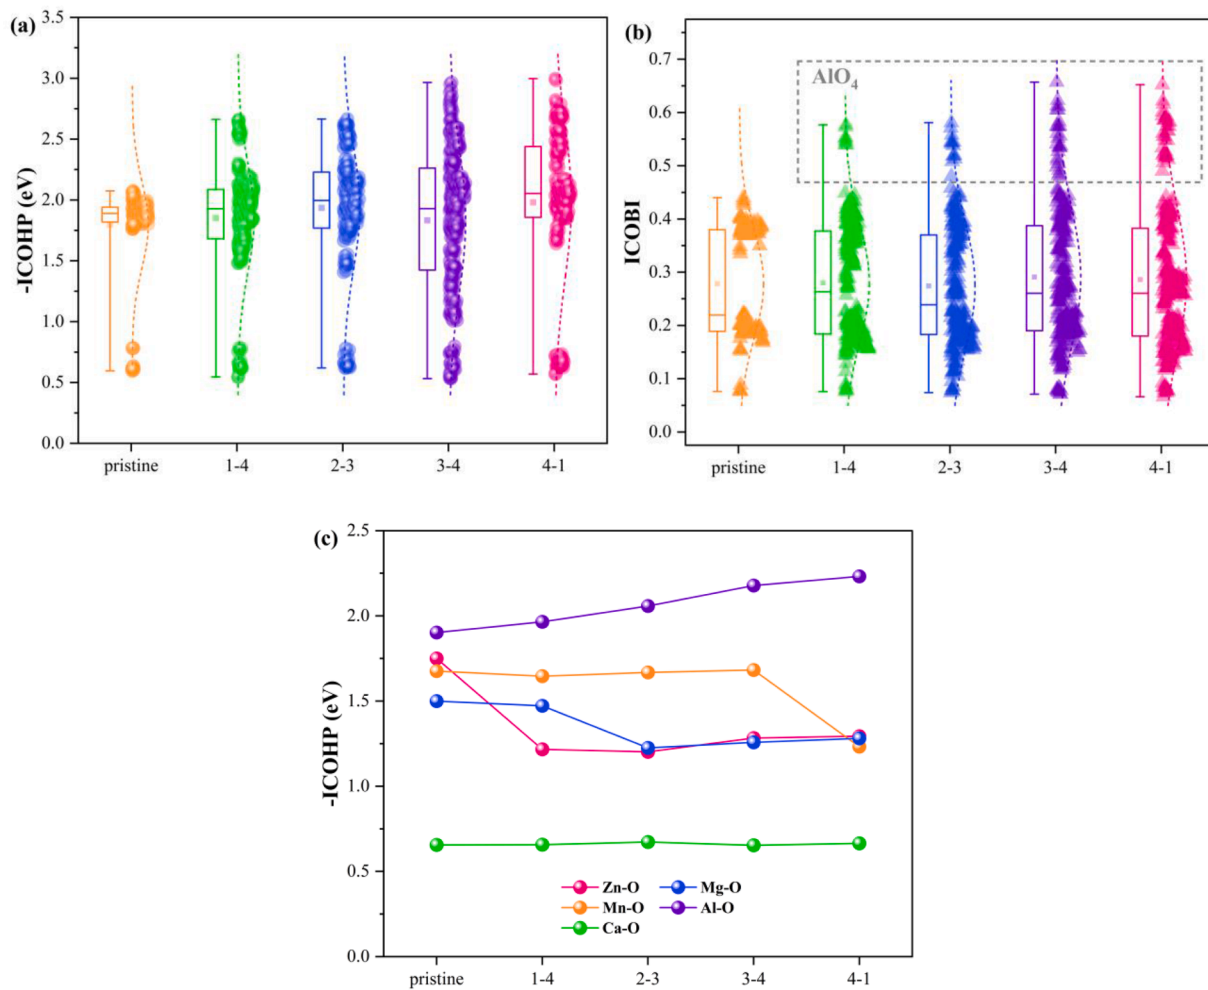 (a)
-ICOHP (eV)
3.5
3.0
2.5
2.0
1.5
1.0
0.5
0.0
pristine 1-4 2-3 3-4 4-1
(b)
ICOBI
0.7
0.6
0.5
0.4
0.3
0.2
0.1
0.0
AlO₄
pristine 1-4 2-3 3-4 4-1
(c)
-ICOHP (eV)
2.5
2.0
1.5
1.0
0.5
0.0
Zn-O Mg-O
Mn-O Al-O
Ca-O
pristine 1-4 2-3 3-4 4-1